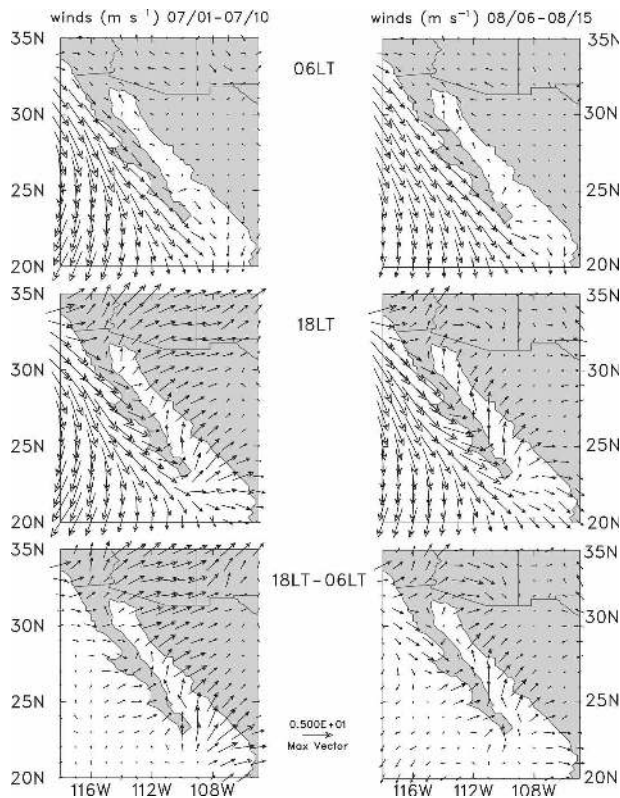 winds (m s⁻¹) 07/01-07/10 winds (m s⁻¹) 08/06-08/15
35N 35N
06LT
30N 30N
25N 25N
20N 20N
35N 35N
18LT
30N 30N
25N 25N
20N 20N
35N 35N
18LT-06LT
30N 30N
25N 25N
0.500E+01
Max Vector
20N 20N
116W 112W 108W 116W 112W 108W